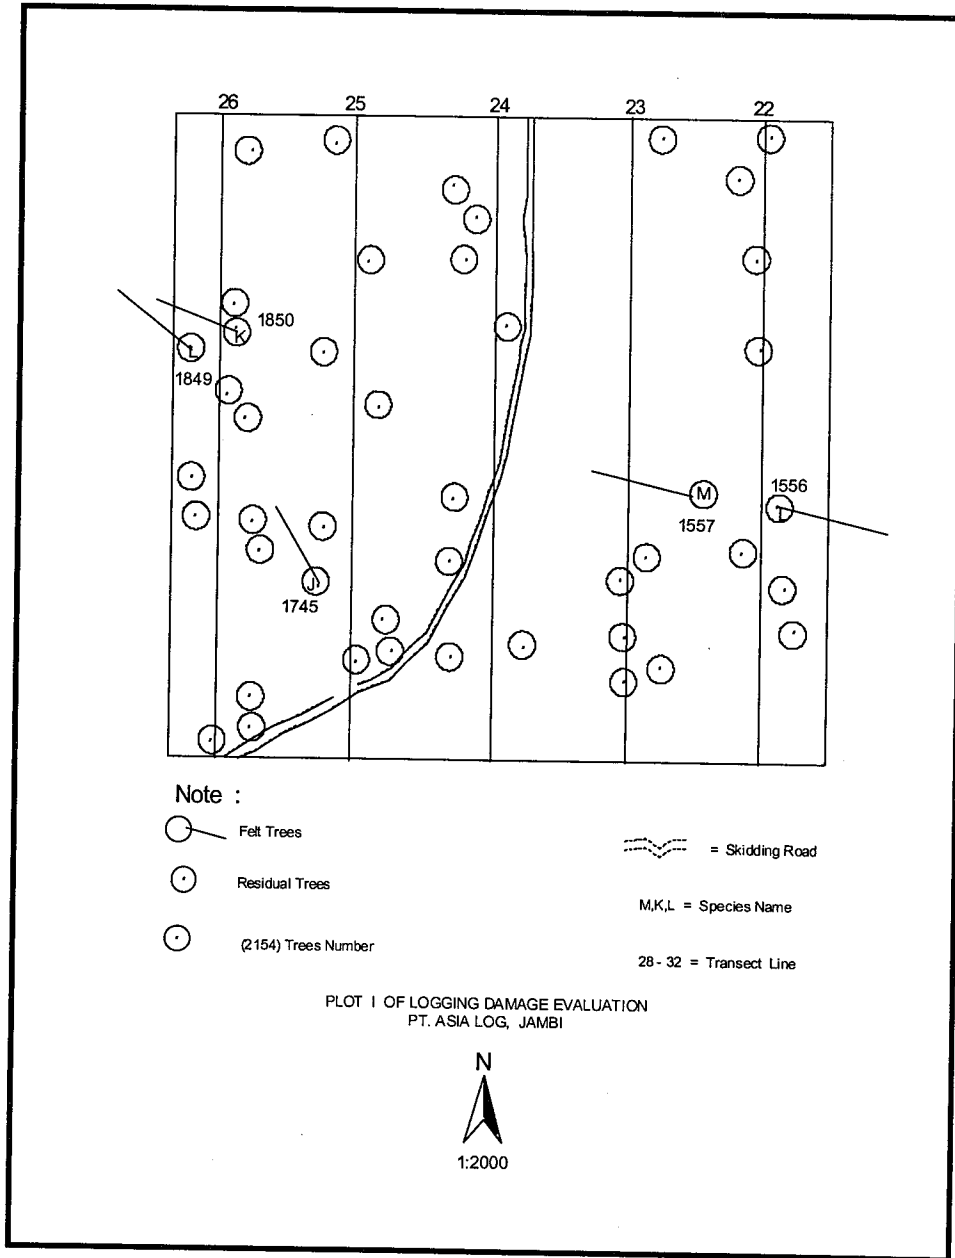 26 25 24 23 22
1850
K
L
1849
M
1556
L
1557
J
1745
Note :
Felt Trees
= Skidding Road
Residual Trees
M,K,L = Species Name
(2154) Trees Number
28 - 32 = Transect Line
PLOT I OF LOGGING DAMAGE EVALUATION
PT. ASIA LOG, JAMBI
N
1:2000